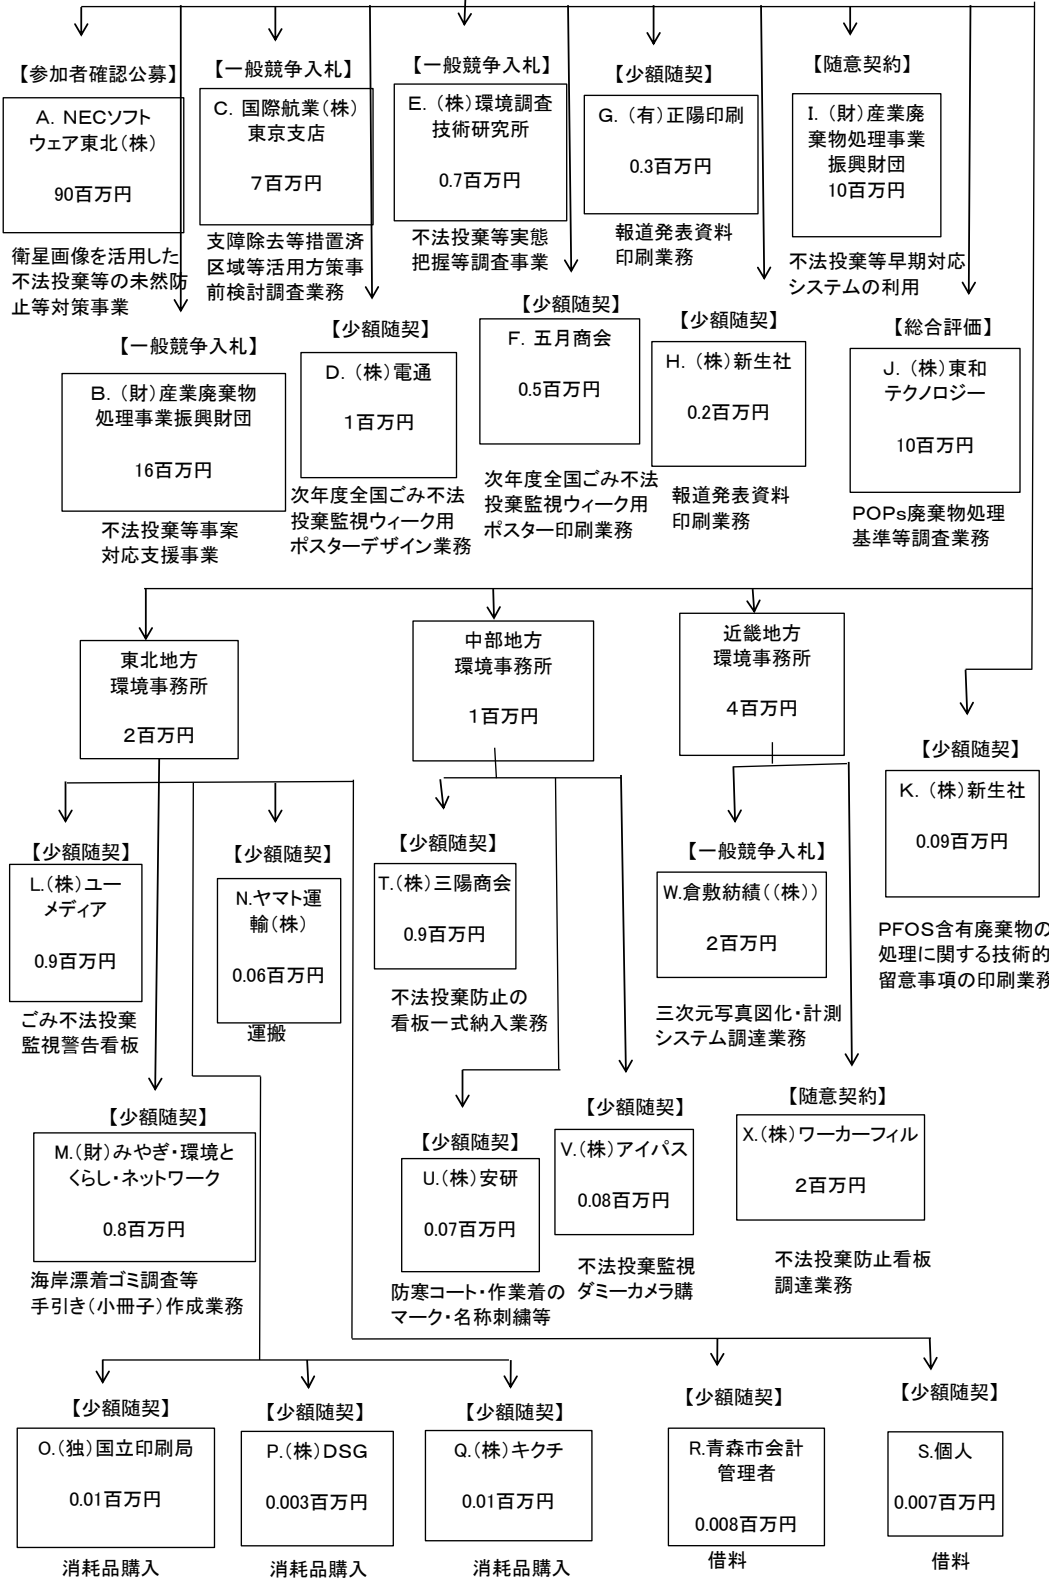 【参加者確認公募】
A. NECソフト
ウェア東北(株)
90百万円
衛星画像を活用した
不法投棄等の未然防
止等対策事業
【一般競争入札】
C. 国際航業(株)
東京支店
7百万円
支障除去等措置済
区域等活用方策事
前検討調査業務
【一般競争入札】
E. (株)環境調査
技術研究所
0.7百万円
不法投棄等実態
把握等調査事業
【少額随契】
G. (有)正陽印刷
0.3百万円
報道発表資料
印刷業務
【随意契約】
I. (財)産業廃
棄物処理事業
振興財団
10百万円
不法投棄等早期対応
システムの利用
【一般競争入札】
B. (財)産業廃棄物
処理事業振興財団
16百万円
不法投棄等事案
対応支援事業
【少額随契】
D. (株)電通
1百万円
次年度全国ごみ不法
投棄監視ウィーク用
ポスターデザイン業務
【少額随契】
F. 五月商会
0.5百万円
次年度全国ごみ不法
投棄監視ウィーク用
ポスター印刷業務
【少額随契】
H. (株)新生社
0.2百万円
報道発表資料
印刷業務
【総合評価】
J. (株)東和
テクノロジー
10百万円
POPs廃棄物処理
基準等調査業務
東北地方
環境事務所
2百万円
中部地方
環境事務所
1百万円
近畿地方
環境事務所
4百万円
【少額随契】
K. (株)新生社
0.09百万円
PFOS含有廃棄物の
処理に関する技術的
留意事項の印刷業務
【少額随契】
L.(株)ユー
メディア
0.9百万円
ごみ不法投棄
監視警告看板
【少額随契】
N.ヤマト運
輸(株)
0.06百万円
運搬
【少額随契】
T.(株)三陽商会
0.9百万円
不法投棄防止の
看板一式納入業務
【一般競争入札】
W.倉敷紡績((株))
2百万円
三次元写真図化・計測
システム調達業務
【少額随契】
M.(財)みやぎ・環境と
くらし・ネットワーク
0.8百万円
海岸漂着ゴミ調査等
手引き(小冊子)作成業務
【少額随契】
U.(株)安研
0.07百万円
防寒コート・作業着の
マーク・名称刺繍等
【少額随契】
V.(株)アイパス
0.08百万円
不法投棄監視
ダミーカメラ購
【随意契約】
X.(株)ワーカーフィル
2百万円
不法投棄防止看板
調達業務
【少額随契】
O.(独)国立印刷局
0.01百万円
消耗品購入
【少額随契】
P.(株)DSG
0.003百万円
消耗品購入
【少額随契】
Q.(株)キクチ
0.01百万円
消耗品購入
【少額随契】
R.青森市会計
管理者
0.008百万円
借料
【少額随契】
S.個人
0.007百万円
借料